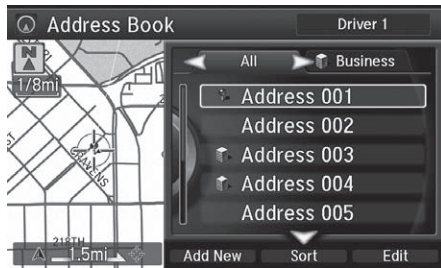 Address Book
Driver 1
N
1/8mi
All
Business
Address 001
Address 002
Address 003
Address 004
Address 005
CRAVENS
218TH
1.5mi
Add New
Sort
Edit